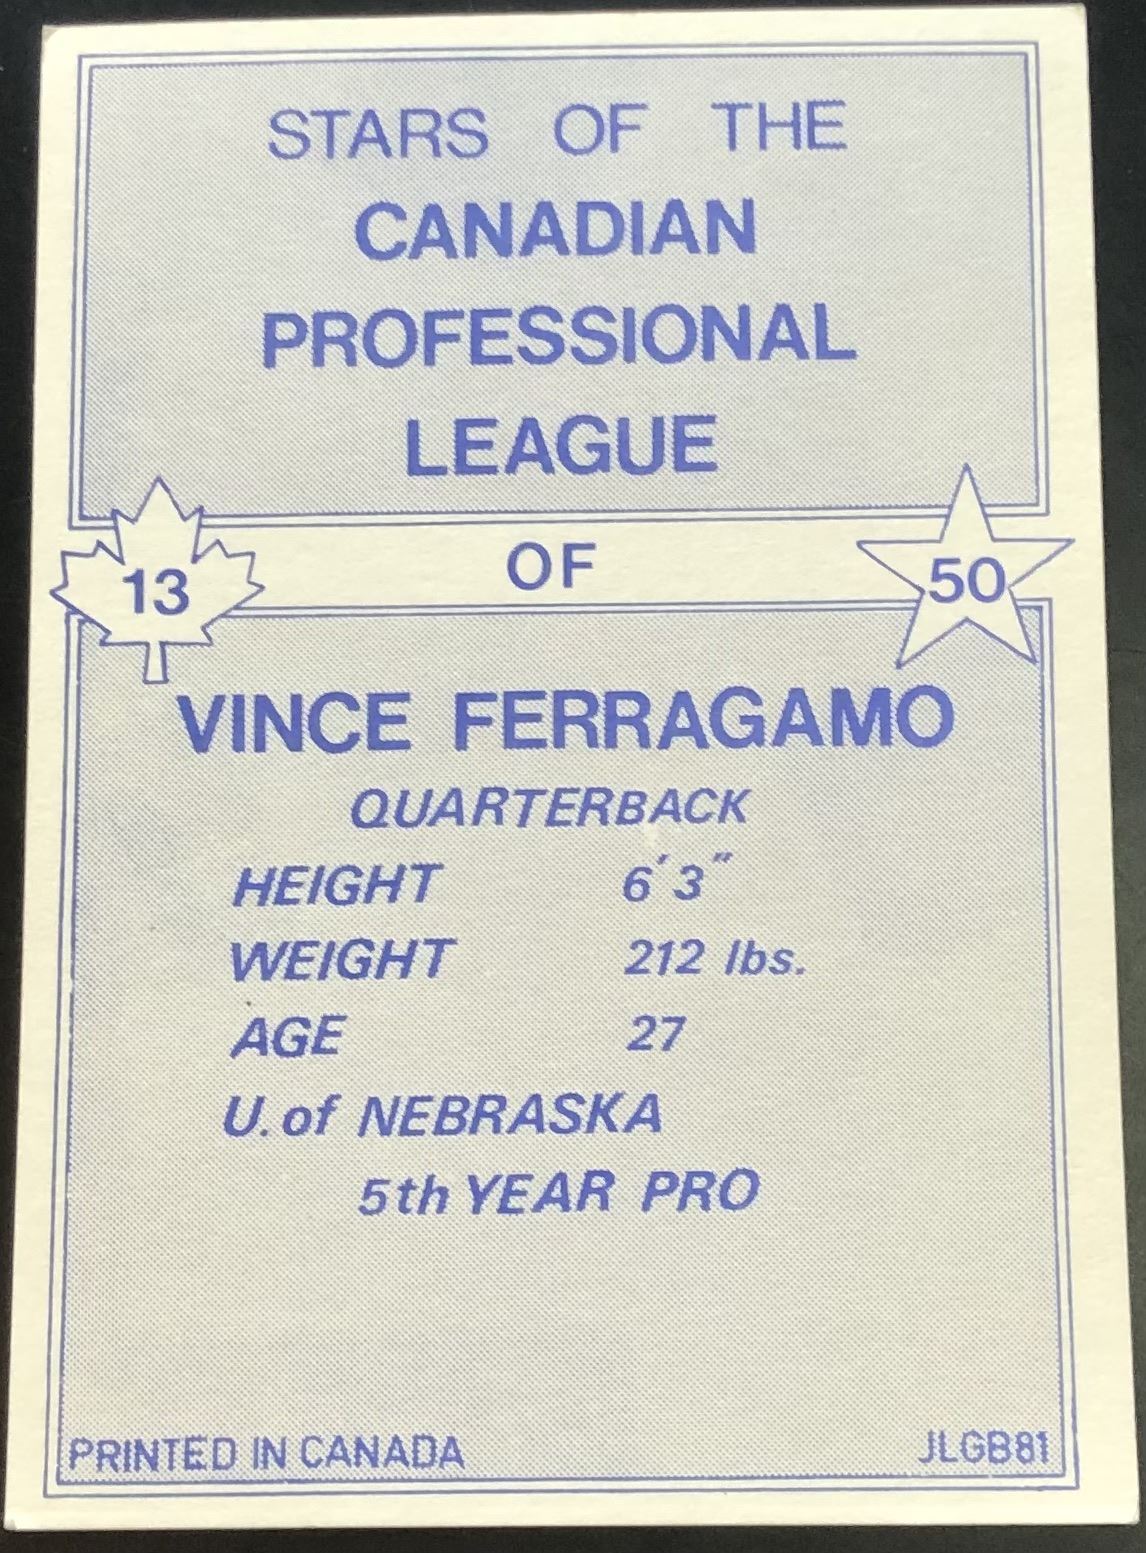 STARS OF THE
CANADIAN
PROFESSIONAL
LEAGUE
13 OF 50
VINCE FERRAGAMO
QUARTERBACK
HEIGHT 6'3"
WEIGHT 212 lbs.
AGE 27
U. of NEBRASKA
5th YEAR PRO
PRINTED IN CANADA JLGB81